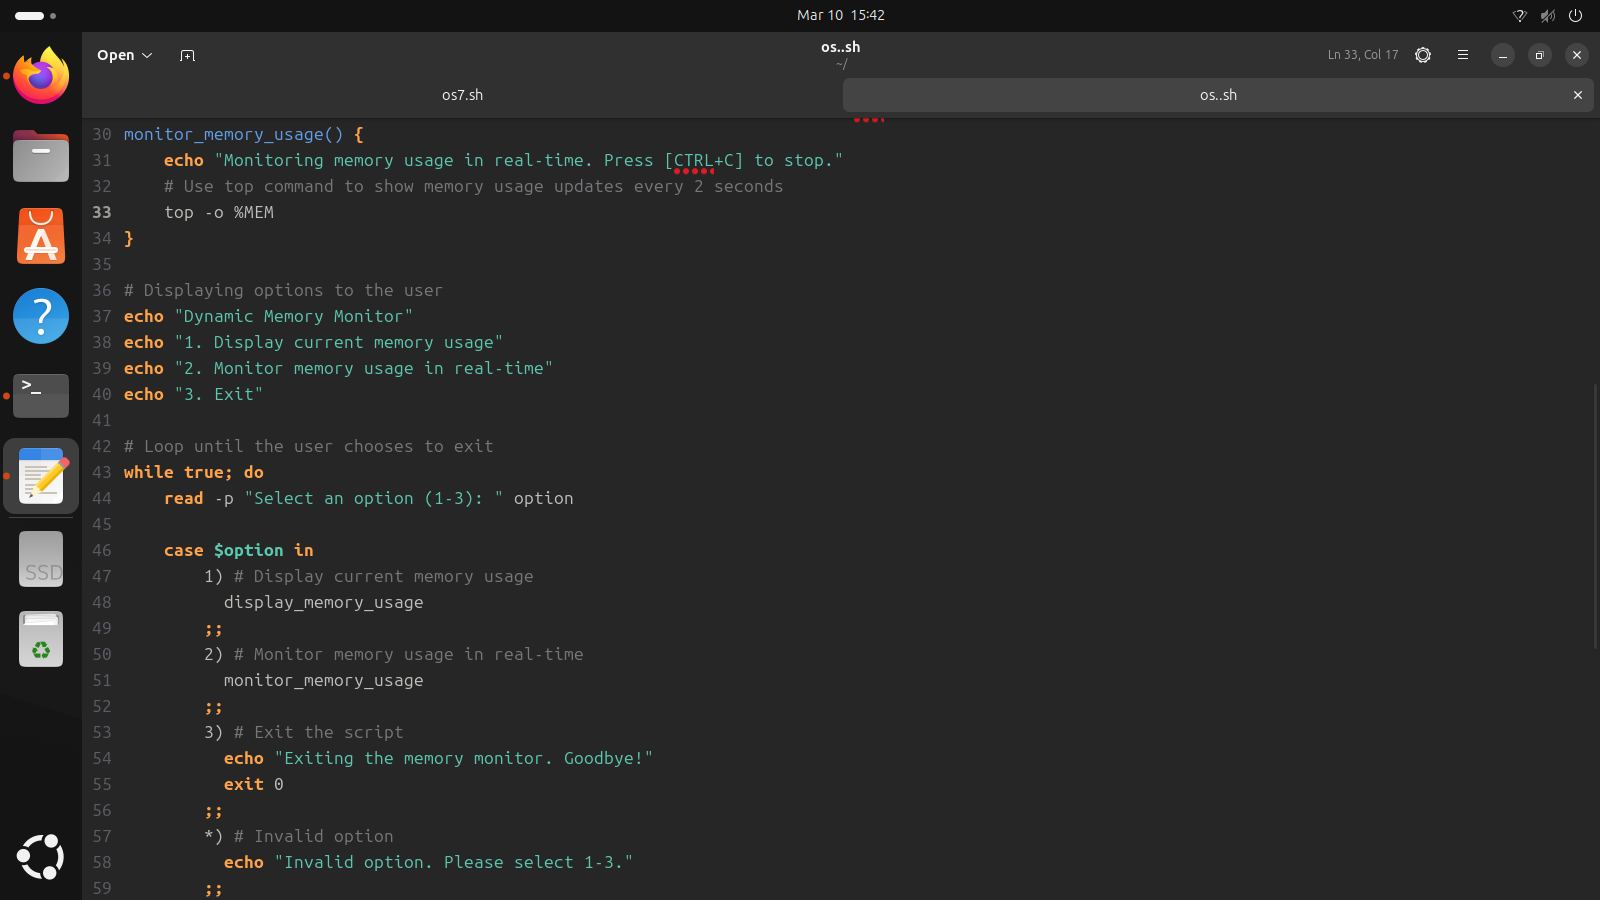 Mar 10 15:42
Open
os..sh
~/
Ln 33, Col 17
os7.sh
os..sh
30 monitor_memory_usage() {
31     echo "Monitoring memory usage in real-time. Press [CTRL+C] to stop."
32     # Use top command to show memory usage updates every 2 seconds
33     top -o %MEM
34 }
35
36 # Displaying options to the user
37 echo "Dynamic Memory Monitor"
38 echo "1. Display current memory usage"
39 echo "2. Monitor memory usage in real-time"
40 echo "3. Exit"
41
42 # Loop until the user chooses to exit
43 while true; do
44     read -p "Select an option (1-3): " option
45
46     case $option in
47         1) # Display current memory usage
48           display_memory_usage
49         ;;
50         2) # Monitor memory usage in real-time
51           monitor_memory_usage
52         ;;
53         3) # Exit the script
54           echo "Exiting the memory monitor. Goodbye!"
55           exit 0
56         ;;
57         *) # Invalid option
58           echo "Invalid option. Please select 1-3."
59         ;;
SSD